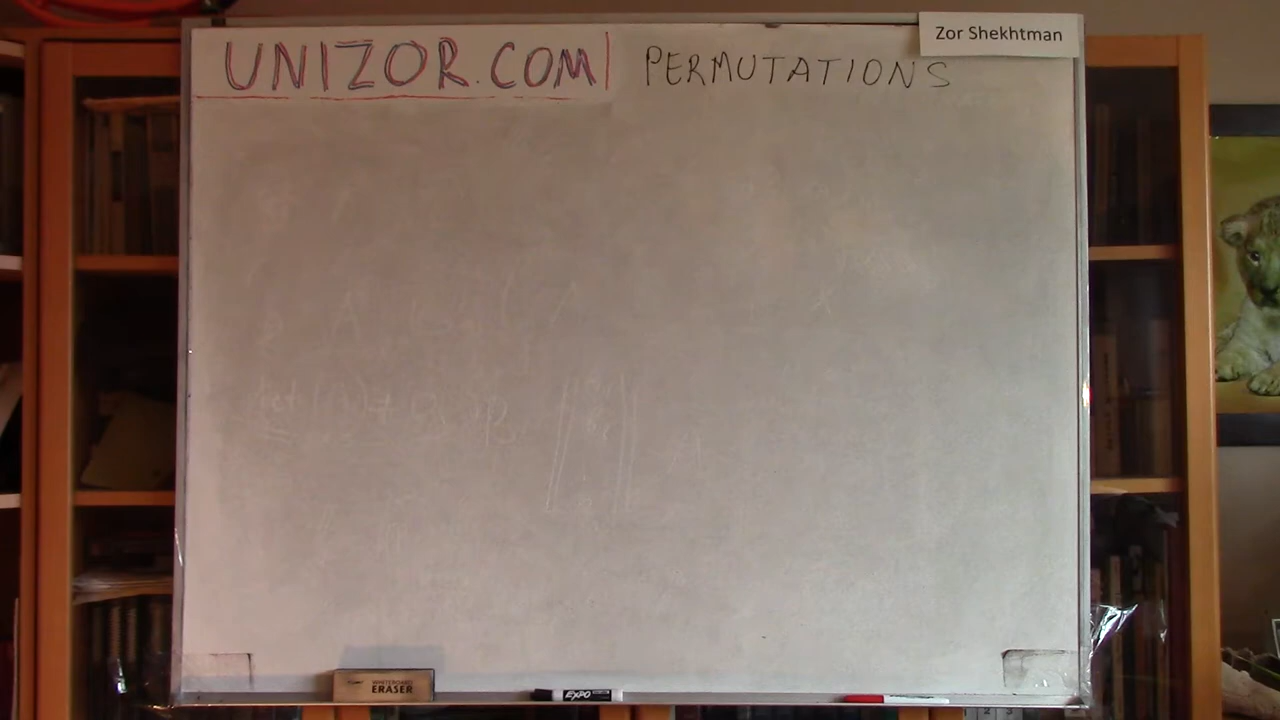 Zor Shekhtman
UNIZOR.COM
PERMUTATIONS
WHITEBOARD
ERASER
EXPO